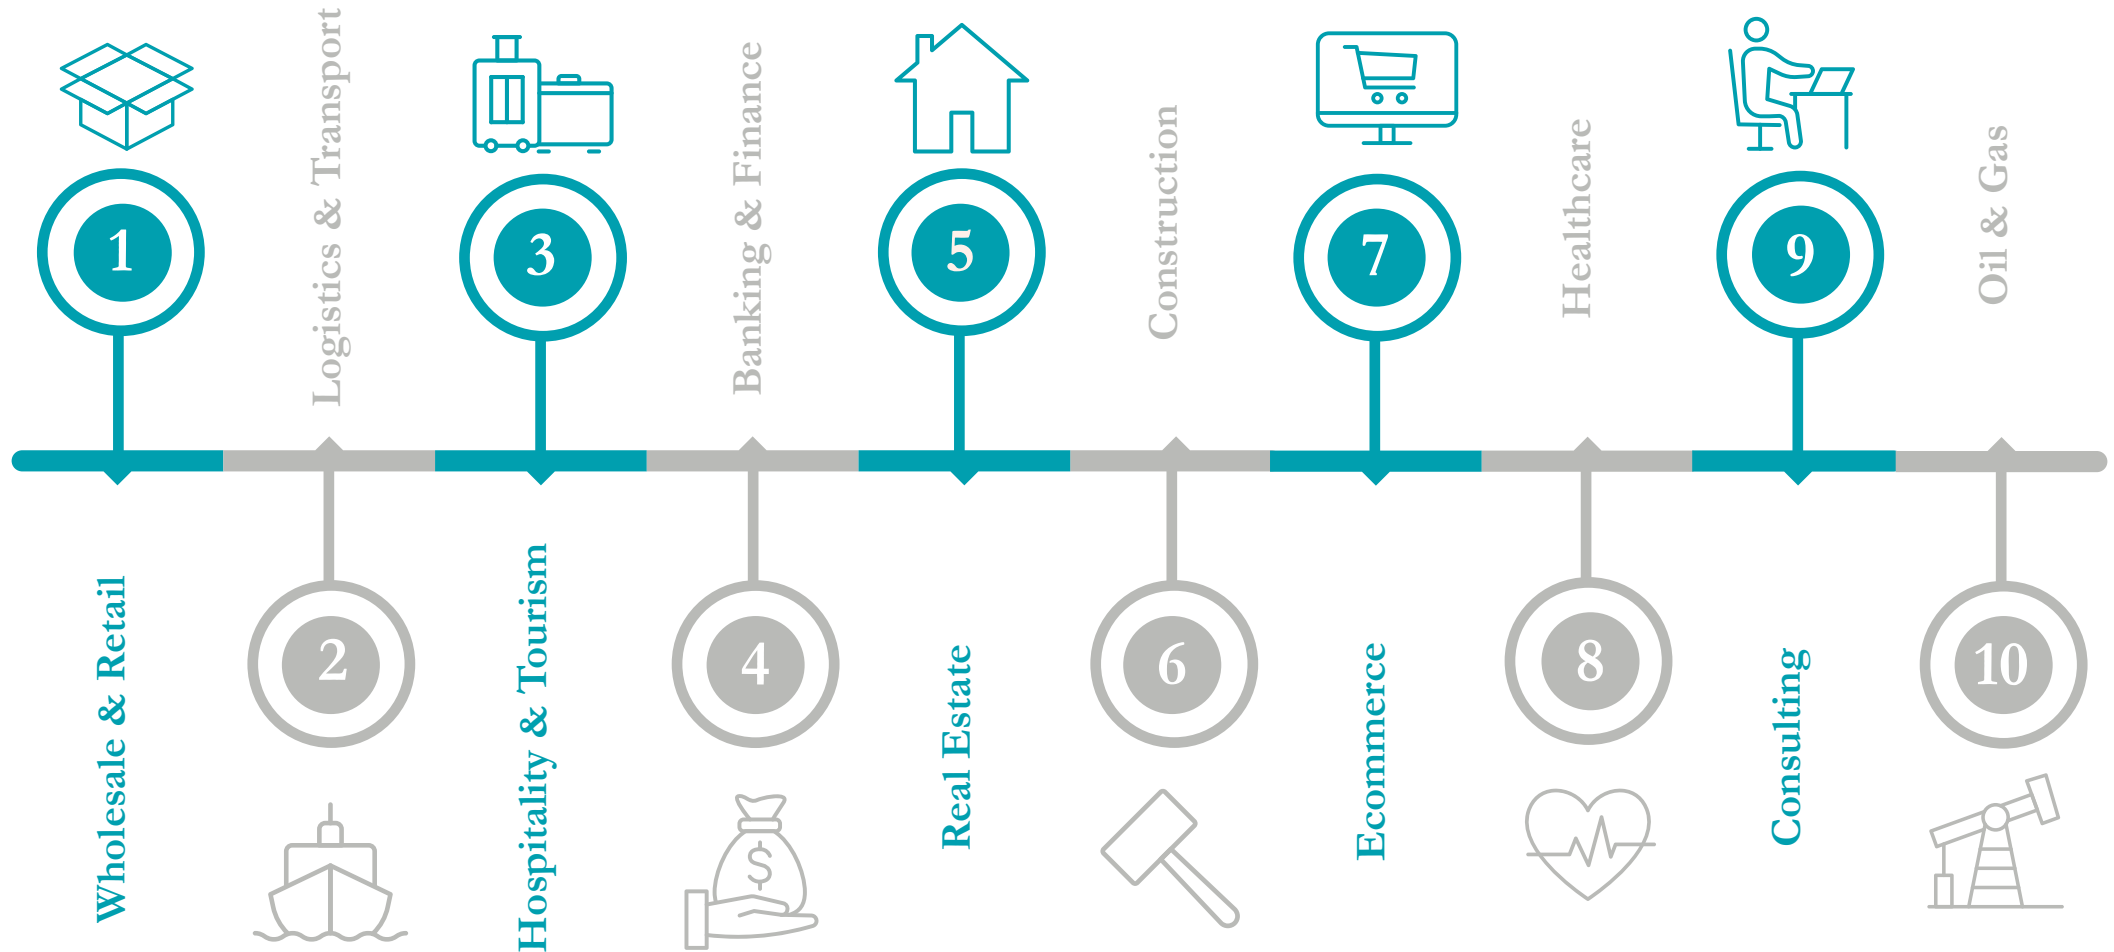 1
Wholesale & Retail
2
Logistics & Transport
3
Hospitality & Tourism
4
Banking & Finance
$
5
Real Estate
6
Construction
7
Ecommerce
8
Healthcare
9
Consulting
10
Oil & Gas